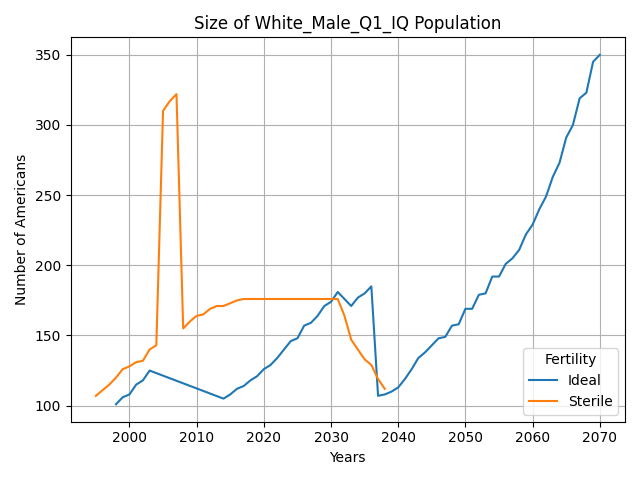 Size of White_Male_Q1_IQ Population
Number of Americans
350
300
250
200
150
100
2000
2010
2020
2030
2040
2050
2060
2070
Years
Fertility
Ideal
Sterile